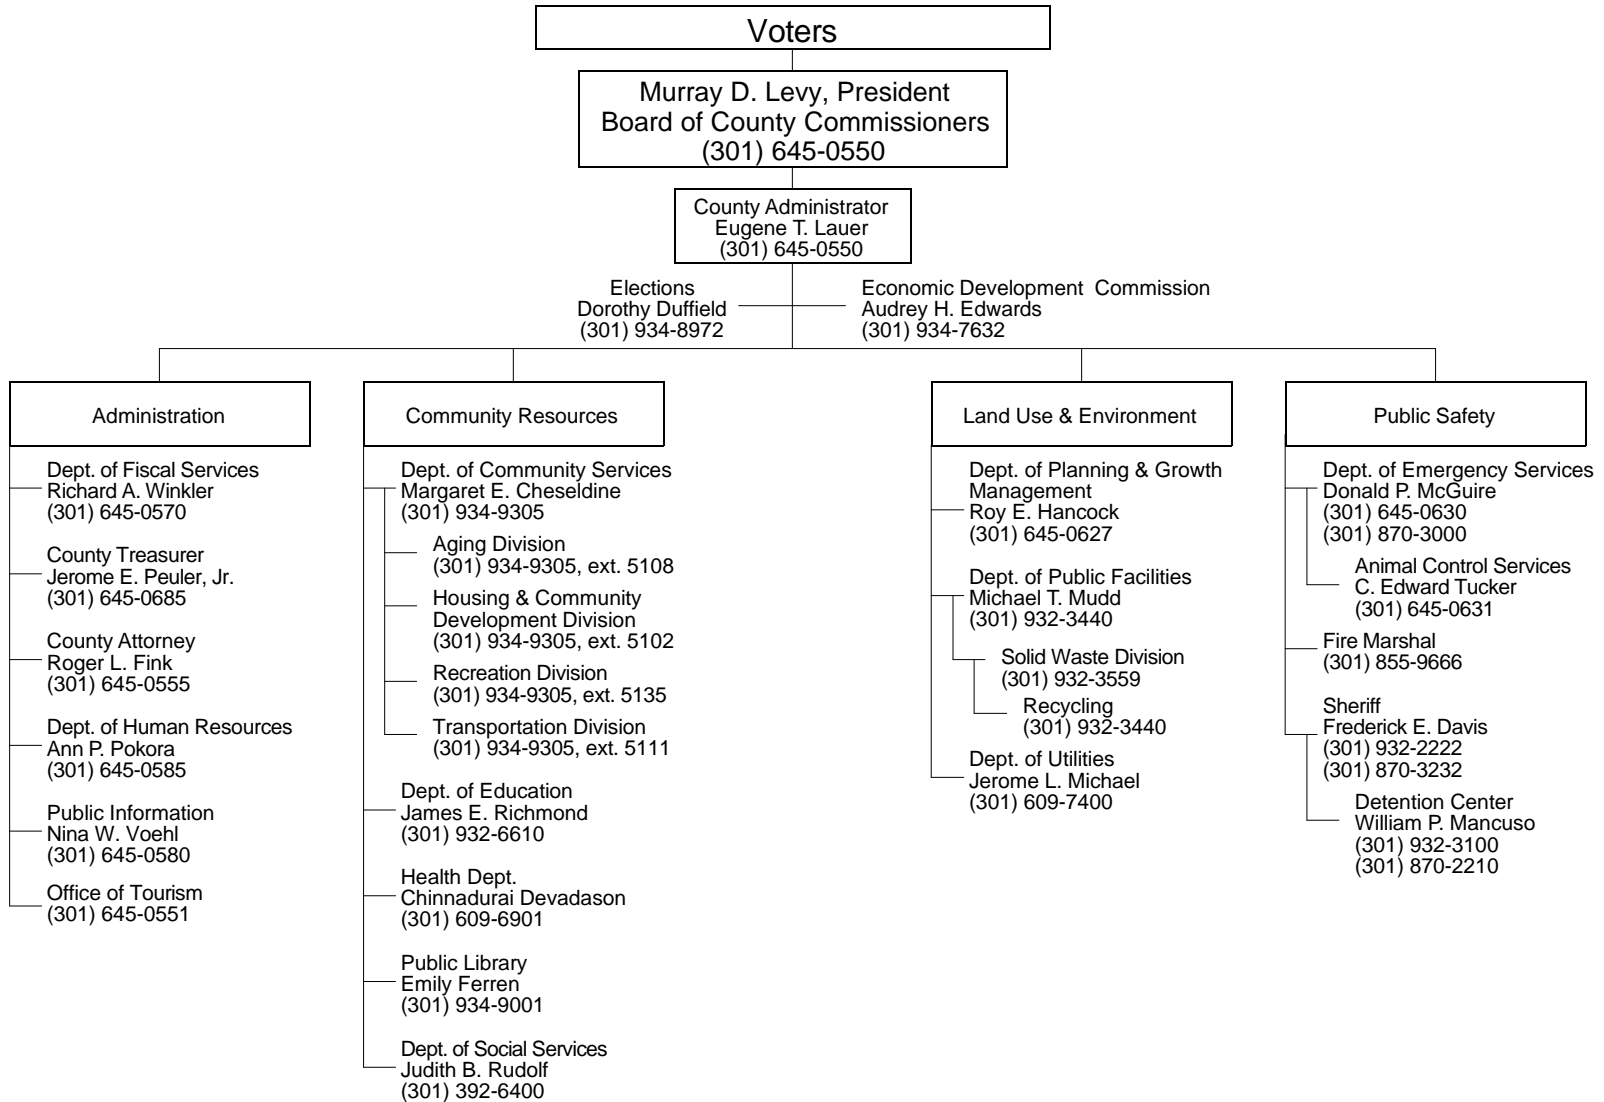 Voters
Murray D. Levy, President
Board of County Commissioners
(301) 645-0550
County Administrator
Eugene T. Lauer
(301) 645-0550
Elections
Dorothy Duffield
(301) 934-8972
Economic Development Commission
Audrey H. Edwards
(301) 934-7632
Administration
Dept. of Fiscal Services
Richard A. Winkler
(301) 645-0570
County Treasurer
Jerome E. Peuler, Jr.
(301) 645-0685
County Attorney
Roger L. Fink
(301) 645-0555
Dept. of Human Resources
Ann P. Pokora
(301) 645-0585
Public Information
Nina W. Voehl
(301) 645-0580
Office of Tourism
(301) 645-0551
Community Resources
Dept. of Community Services
Margaret E. Cheseldine
(301) 934-9305
Aging Division
(301) 934-9305, ext. 5108
Housing & Community
Development Division
(301) 934-9305, ext. 5102
Recreation Division
(301) 934-9305, ext. 5135
Transportation Division
(301) 934-9305, ext. 5111
Dept. of Education
James E. Richmond
(301) 932-6610
Health Dept.
Chinnadurai Devadason
(301) 609-6901
Public Library
Emily Ferren
(301) 934-9001
Dept. of Social Services
Judith B. Rudolf
(301) 392-6400
Land Use & Environment
Dept. of Planning & Growth
Management
Roy E. Hancock
(301) 645-0627
Dept. of Public Facilities
Michael T. Mudd
(301) 932-3440
Solid Waste Division
(301) 932-3559
Recycling
(301) 932-3440
Dept. of Utilities
Jerome L. Michael
(301) 609-7400
Public Safety
Dept. of Emergency Services
Donald P. McGuire
(301) 645-0630
(301) 870-3000
Animal Control Services
C. Edward Tucker
(301) 645-0631
Fire Marshal
(301) 855-9666
Sheriff
Frederick E. Davis
(301) 932-2222
(301) 870-3232
Detention Center
William P. Mancuso
(301) 932-3100
(301) 870-2210